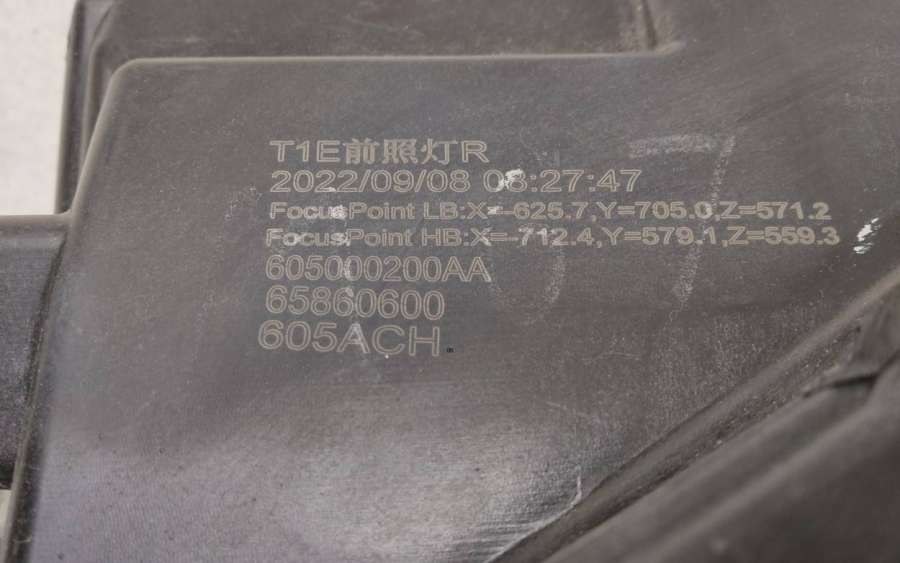 T1E前照灯R
2022/09/08 08:27:47
FocusPoint LB:X=-625.7,Y=705.0,Z=571.2
FocusPoint HB:X=-712.4,Y=579.1,Z=559.3
605000200AA
65860600
605ACH